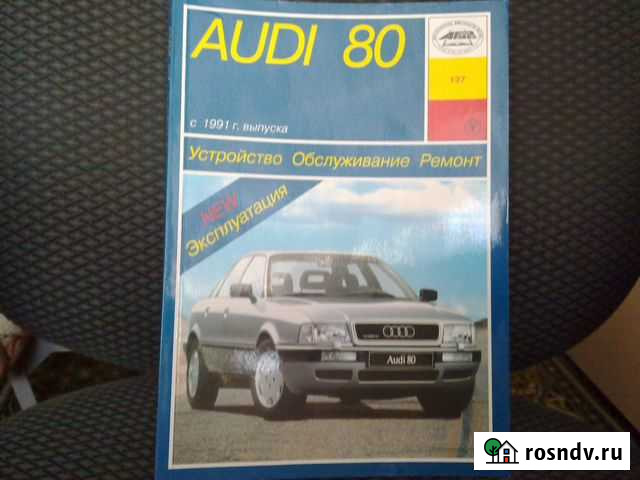 AUDI 80
137
с 1991 г. выпуска
Устройство Обслуживание Ремонт
NEW
Эксплуатация
Audi 80
rosndv.ru